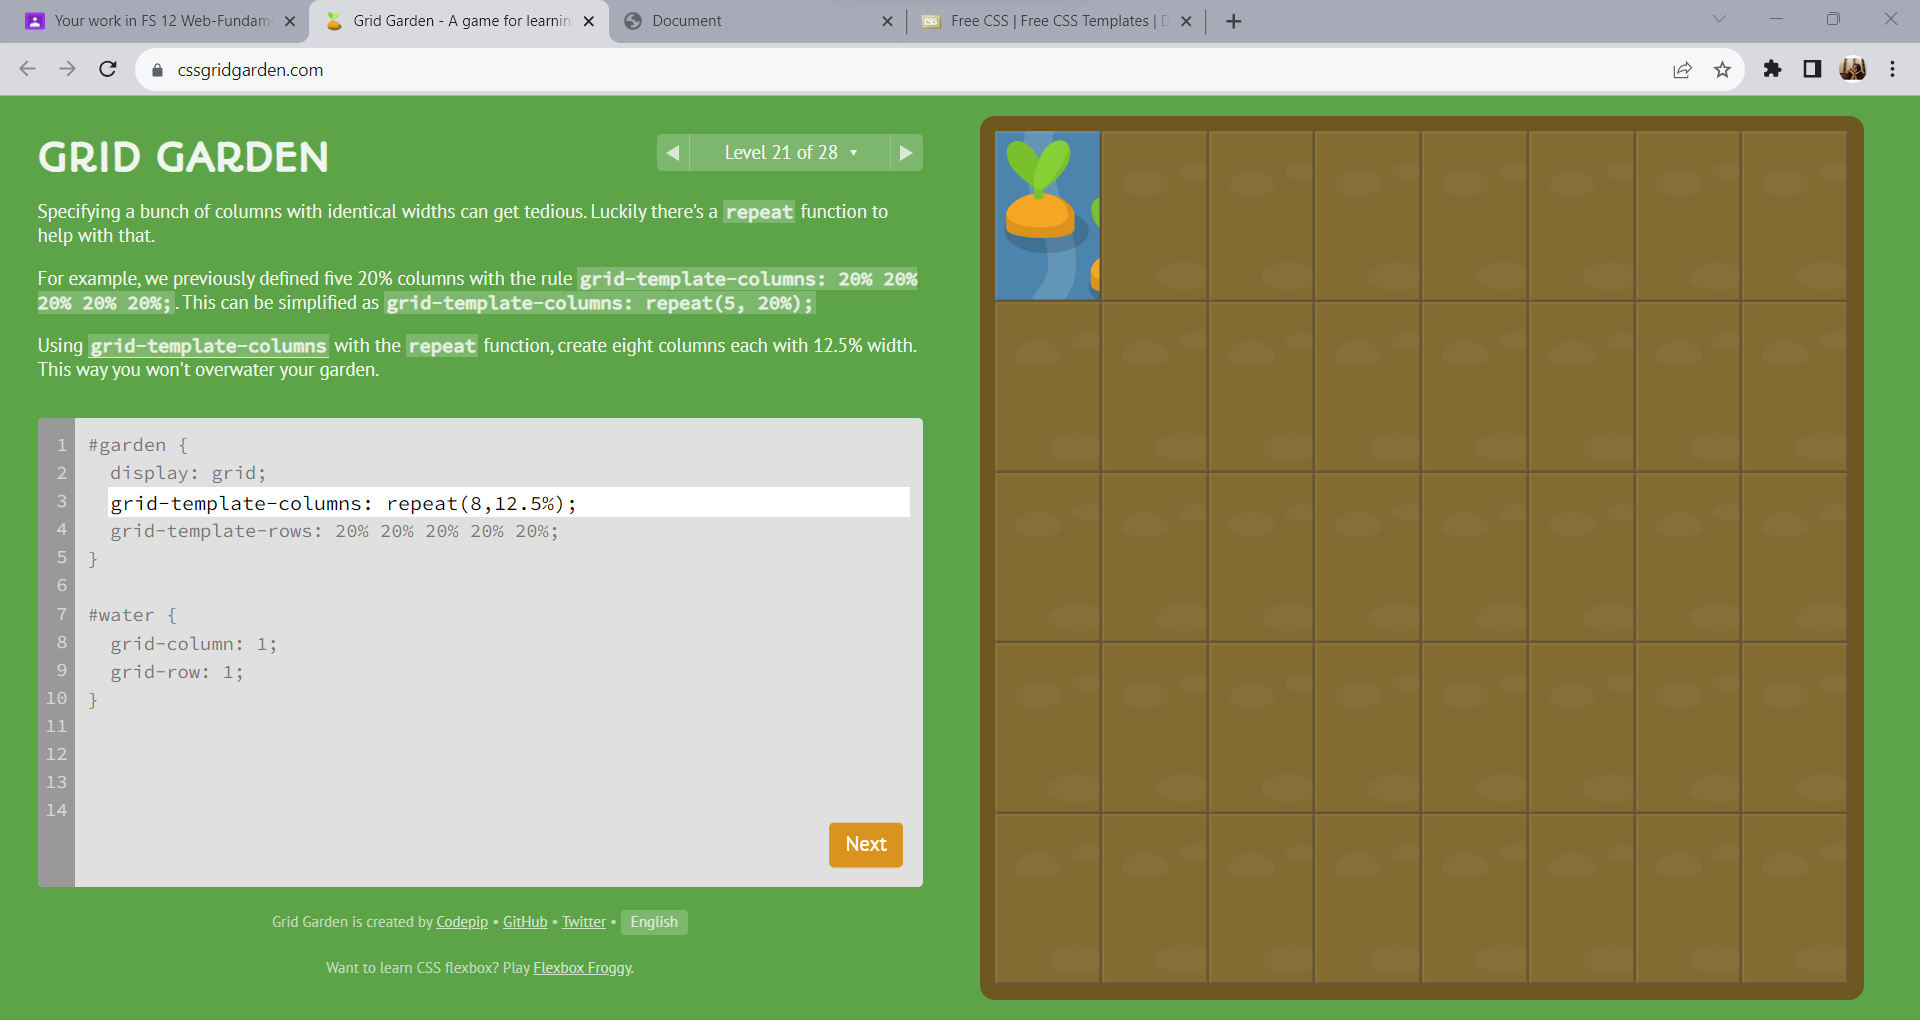 Your work in FS 12 Web-Fundam
Grid Garden - A game for learnin
Document
Free CSS | Free CSS Templates | D
cssgridgarden.com
GRID GARDEN
Level 21 of 28
Specifying a bunch of columns with identical widths can get tedious. Luckily there's a repeat function to
help with that.
For example, we previously defined five 20% columns with the rule grid-template-columns: 20% 20%
20% 20% 20%;. This can be simplified as grid-template-columns: repeat(5, 20%);
Using grid-template-columns with the repeat function, create eight columns each with 12.5% width.
This way you won't overwater your garden.
1 #garden {
2 display: grid;
3 grid-template-columns: repeat(8,12.5%);
4 grid-template-rows: 20% 20% 20% 20% 20%;
5 }
6
7 #water {
8 grid-column: 1;
9 grid-row: 1;
10 }
11
12
13
14
Next
Grid Garden is created by Codepip • GitHub • Twitter • English
Want to learn CSS flexbox? Play Flexbox Froggy.